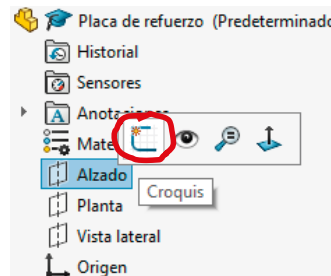 Placa de refuerzo (Predeterminado
Historial
Sensores
Anotaciones
Mate
Alzado
Croquis
Planta
Vista lateral
Origen